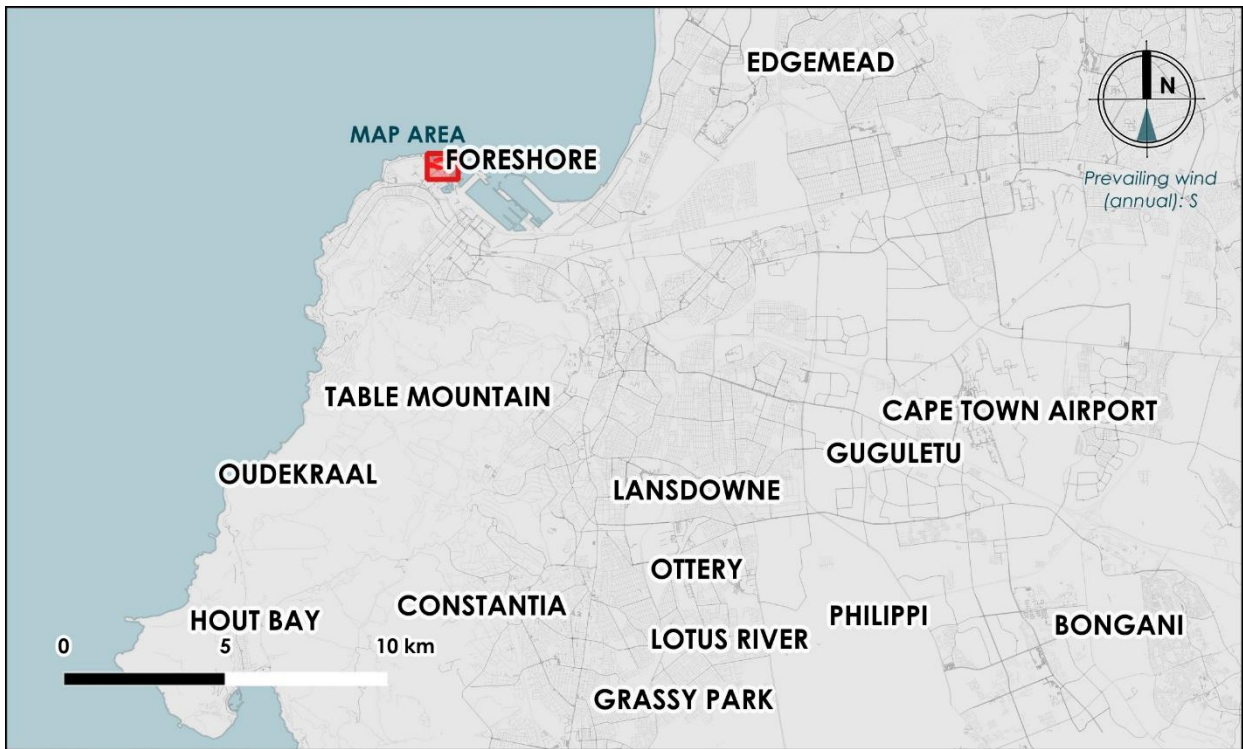 EDGEMEAD
N
MAP AREA
FORESHORE
Prevailing wind
(annual): S
TABLE MOUNTAIN
CAPE TOWN AIRPORT
GUGULETU
OUDEKRAAL
LANSDOWNE
OTTERY
CONSTANTIA
HOUT BAY
PHILIPPI
BONGANI
LOTUS RIVER
0 5 10 km
GRASSY PARK